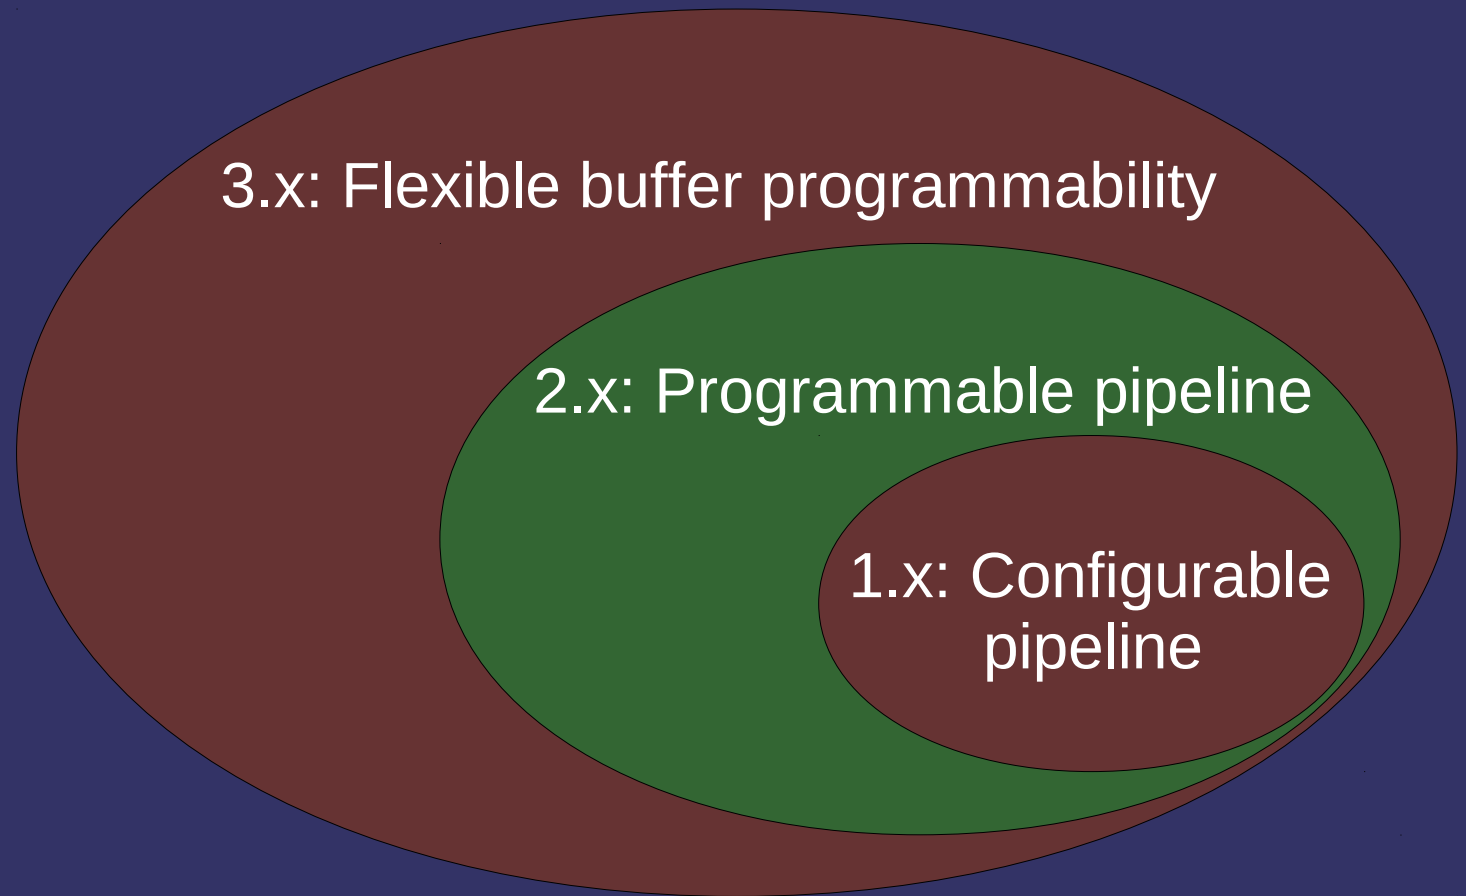 3.x: Flexible buffer programmability
2.x: Programmable pipeline
1.x: Configurable
pipeline